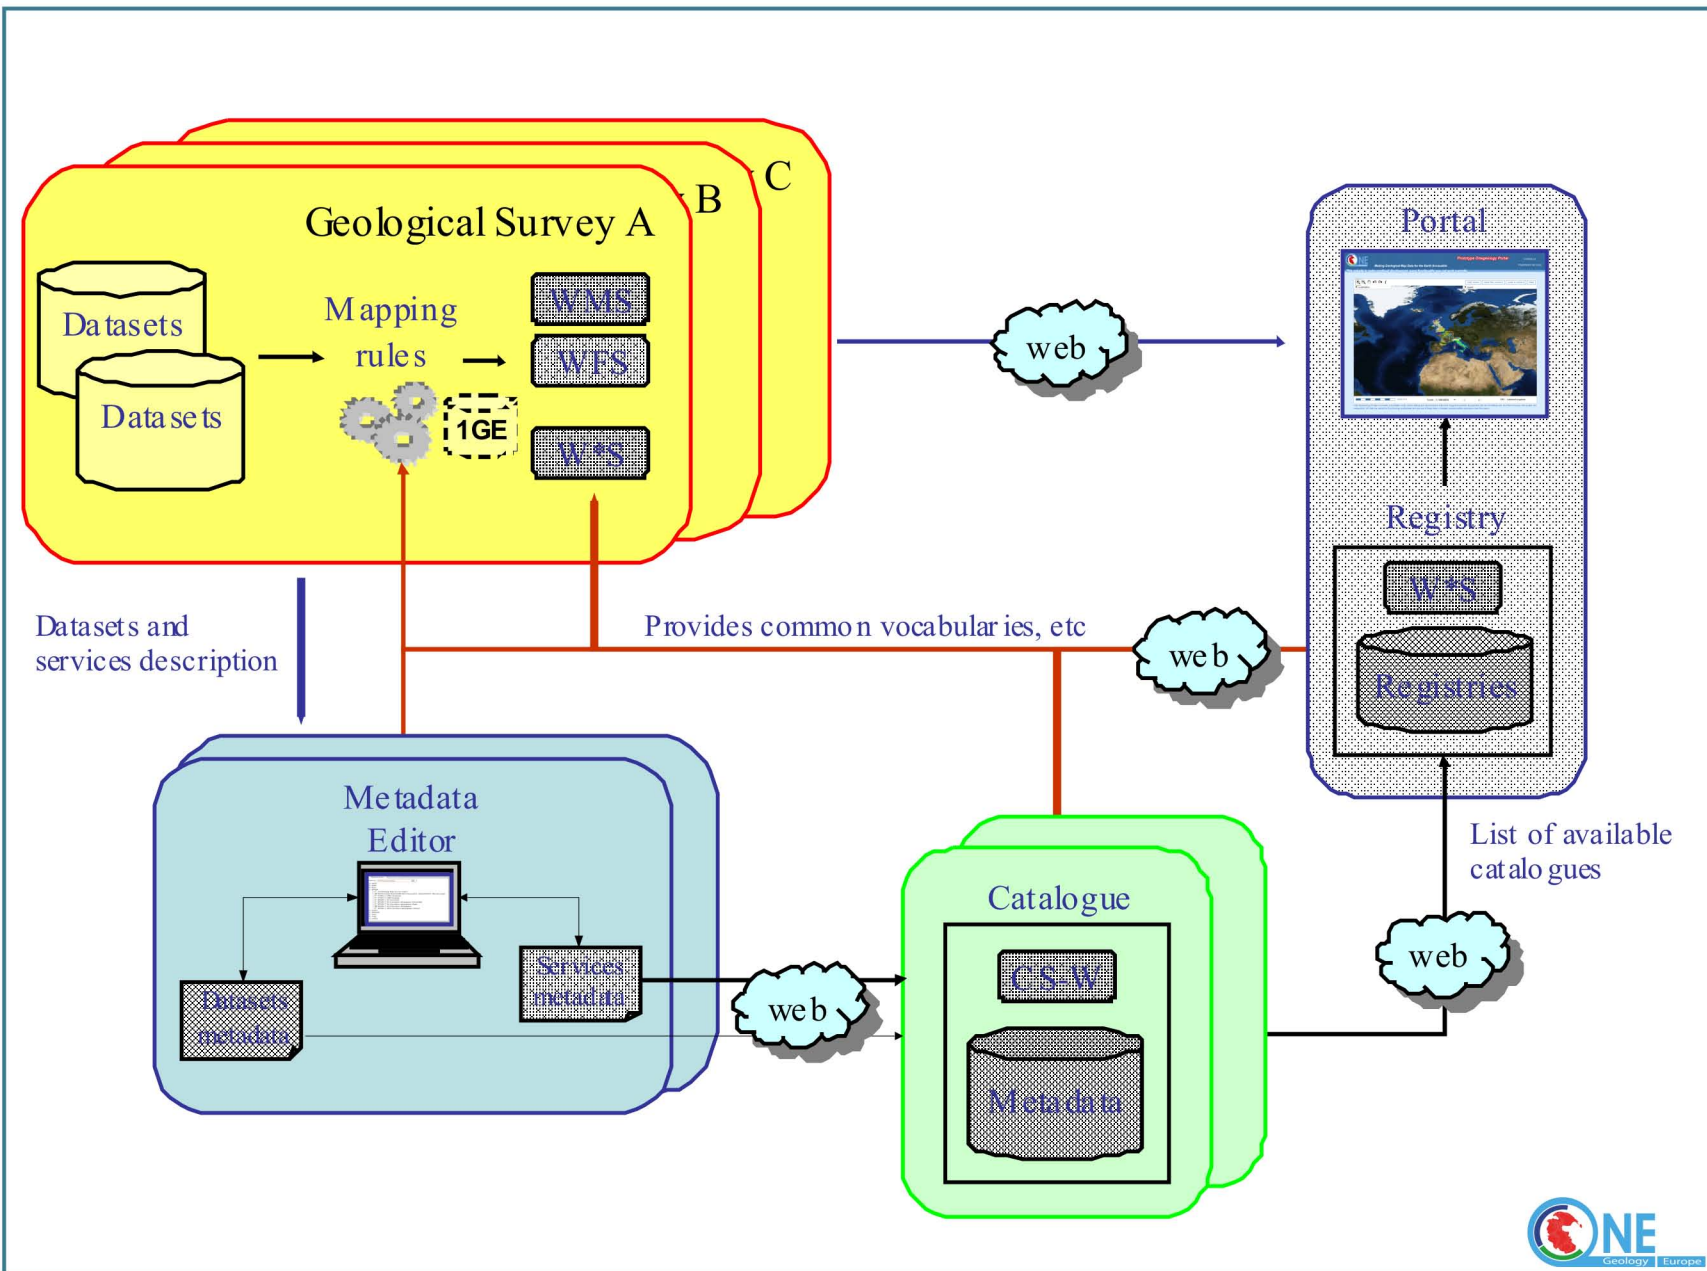 C
B
Geological Survey A
Datasets
Datasets
Mapping
rules
1GE
WMS
WFS
W*S
web
Portal
Registry
W*S
Registries
Datasets and
services description
Provides common vocabularies, etc
web
Metadata
Editor
Services
metadata
Datasets
metadata
web
Catalogue
CS-W
Metadata
List of available
catalogues
web
ONE
Geology Europe